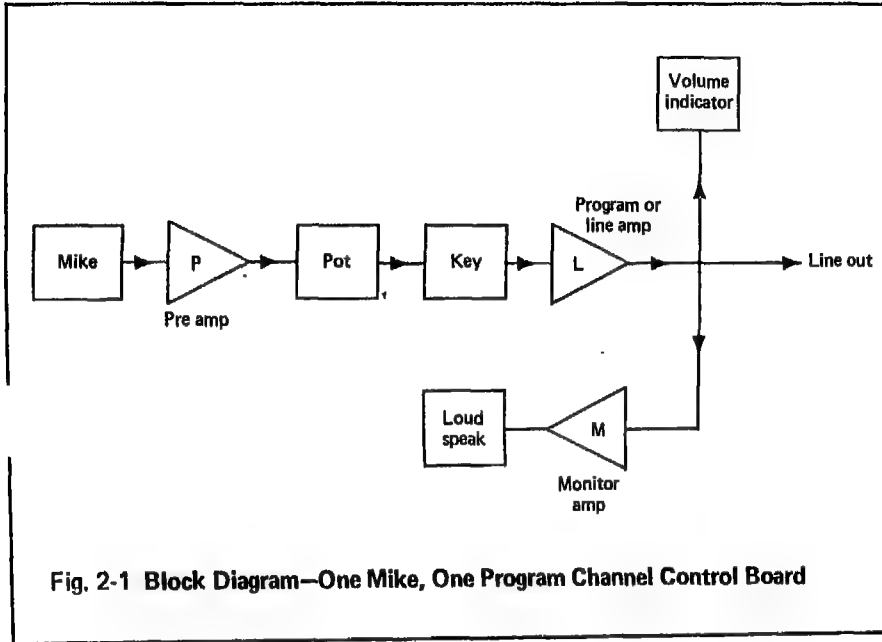 Volume
indicator
Program or
line amp
Mike
P
Pot
Key
L
Line out
Pre amp
Loud
speak
M
Monitor
amp
Fig. 2-1 Block Diagram—One Mike, One Program Channel Control Board